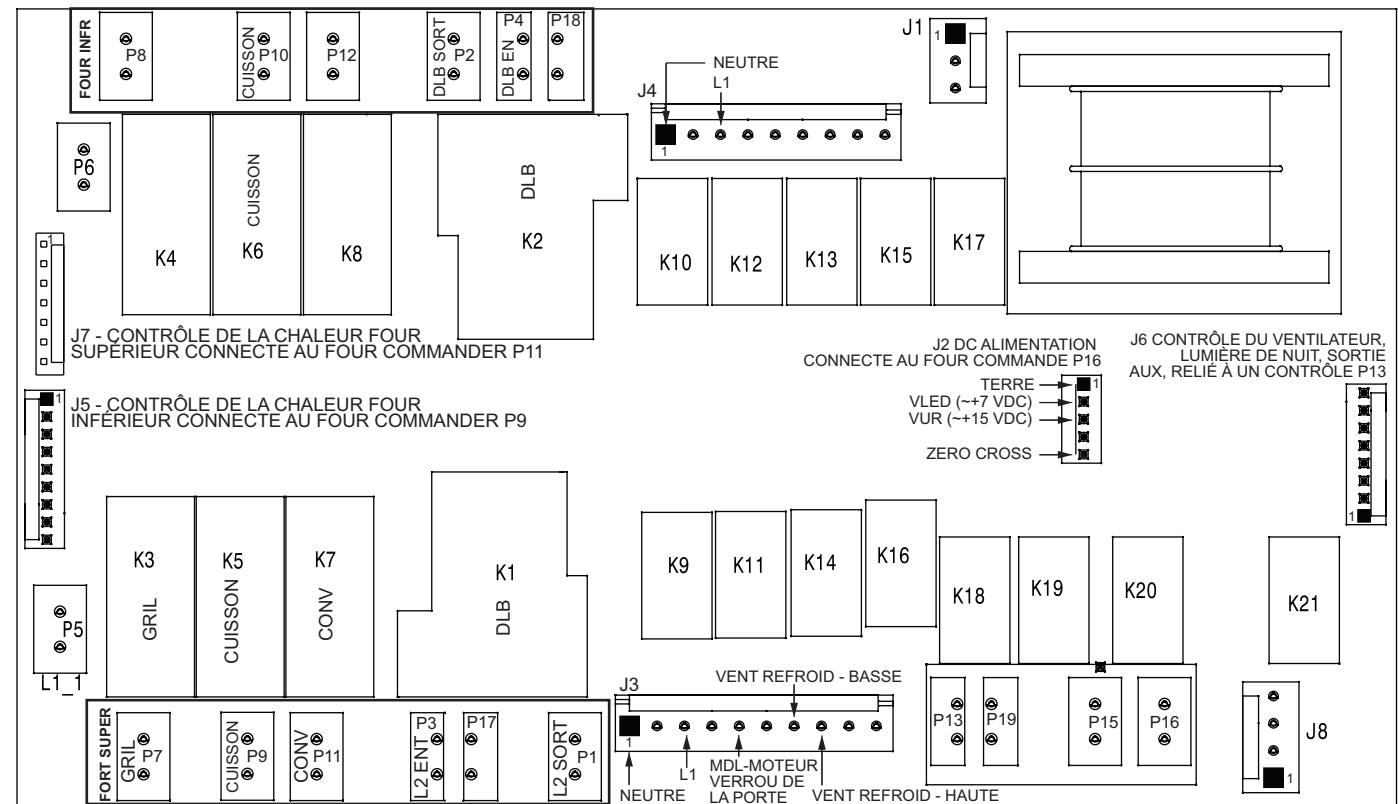 FOUR INFR
P8
CUISSON
P10
P12
DLB SORT
P2
P4
DLB EN
P18
J1
1
NEUTRE
L1
J4
1
P6
K4
CUISSON
K6
K8
DLB
K2
K10
K12
K13
K15
K17
1
J7 - CONTRÔLE DE LA CHALEUR FOUR
SUPÉRIEUR CONNECTE AU FOUR COMMANDER P11
J2 DC ALIMENTATION
CONNECTE AU FOUR COMMANDE P16
TERRE
1
VLED (~+7 VDC)
VUR (~+15 VDC)
ZERO CROSS
J6 CONTRÔLE DU VENTILATEUR,
LUMIÈRE DE NUIT, SORTIE
AUX, RELIÉ À UN CONTRÔLE P13
1
1
J5 - CONTRÔLE DE LA CHALEUR FOUR
INFÉRIEUR CONNECTE AU FOUR COMMANDER P9
K3
GRIL
K5
CUISSON
K7
CONV
K1
DLB
K9
K11
K14
K16
K18
K19
K20
K21
P5
L1_1
FORT SUPER
GRIL
P7
CUISSON
P9
CONV
P11
L2 ENT
P3
P17
L2 SORT
P1
J3
1
VENT REFROID - BASSE
NEUTRE
L1
MDL-MOTEUR
VERROU DE
LA PORTE
VENT REFROID - HAUTE
P13
P19
P15
P16
J8
1